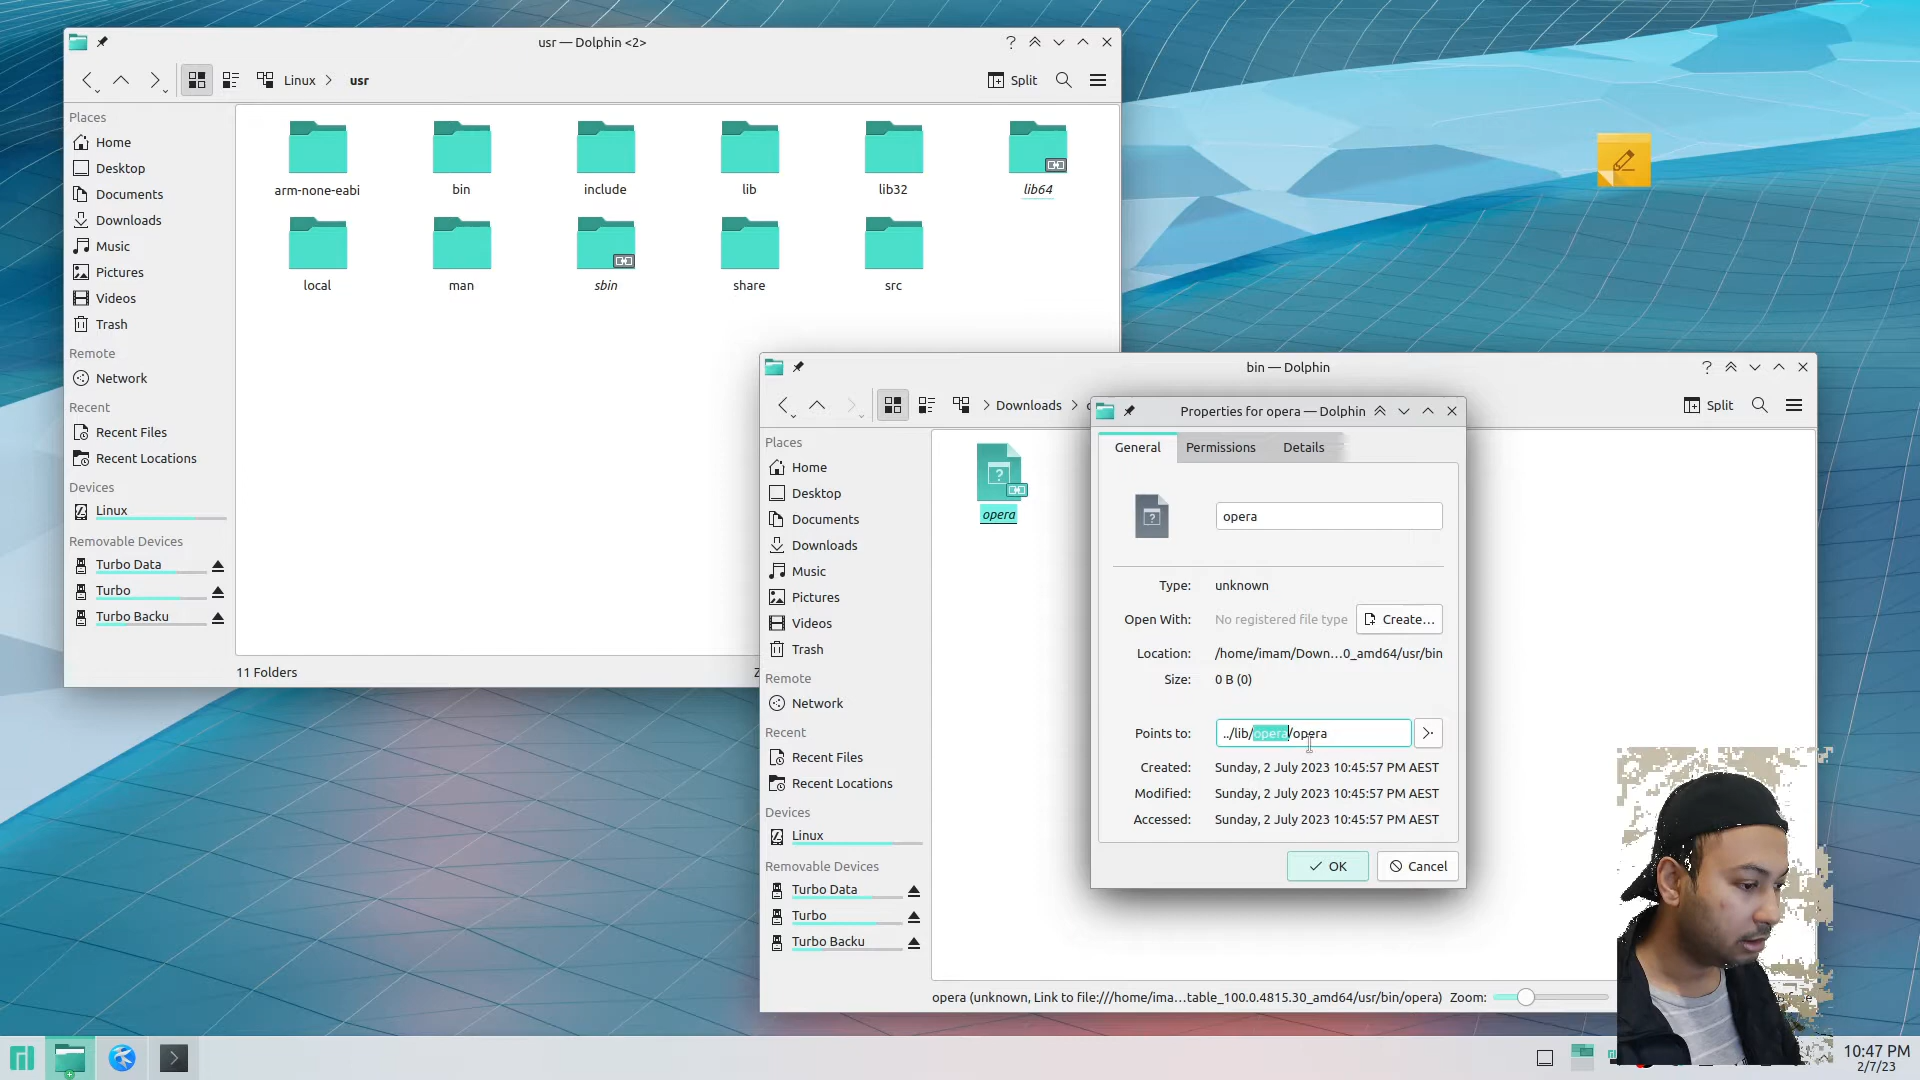 usr — Dolphin <2>
Split
Linux
usr
Places
Home
Desktop
Documents
Downloads
Music
Pictures
Videos
Trash
Remote
Network
Recent
Recent Files
Recent Locations
Devices
Linux
Removable Devices
Turbo Data
Turbo
Turbo Backu
arm-none-eabi
bin
include
lib
lib32
lib64
local
man
sbin
share
src
11 Folders
bin — Dolphin
Downloads
Split
Places
Home
Desktop
Documents
Downloads
Music
Pictures
Videos
Trash
Remote
Network
Recent
Recent Files
Recent Locations
Devices
Linux
Removable Devices
Turbo Data
Turbo
Turbo Backu
opera
opera (unknown, Link to file:///home/ima...table_100.0.4815.30_amd64/usr/bin/opera)
Zoom:
Properties for opera — Dolphin
General
Permissions
Details
opera
Type: unknown
Open With: No registered file type
Create...
Location: /home/imam/Down...0_amd64/usr/bin
Size: 0 B (0)
Points to: ../lib/opera/opera
Created: Sunday, 2 July 2023 10:45:57 PM AEST
Modified: Sunday, 2 July 2023 10:45:57 PM AEST
Accessed: Sunday, 2 July 2023 10:45:57 PM AEST
OK
Cancel
10:47 PM
2/7/23